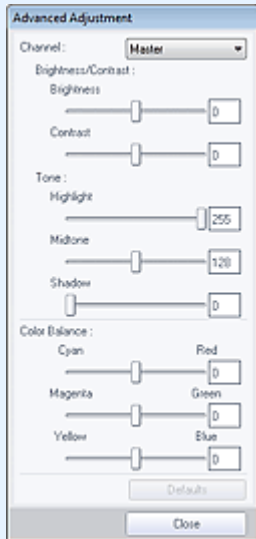 Advanced Adjustment
Channel : Master
Brightness/Contrast :
Brightness
0
Contrast
0
Tone :
Highlight
255
Midtone
128
Shadow
0
Color Balance :
Cyan Red
0
Magenta Green
0
Yellow Blue
0
Defaults
Close